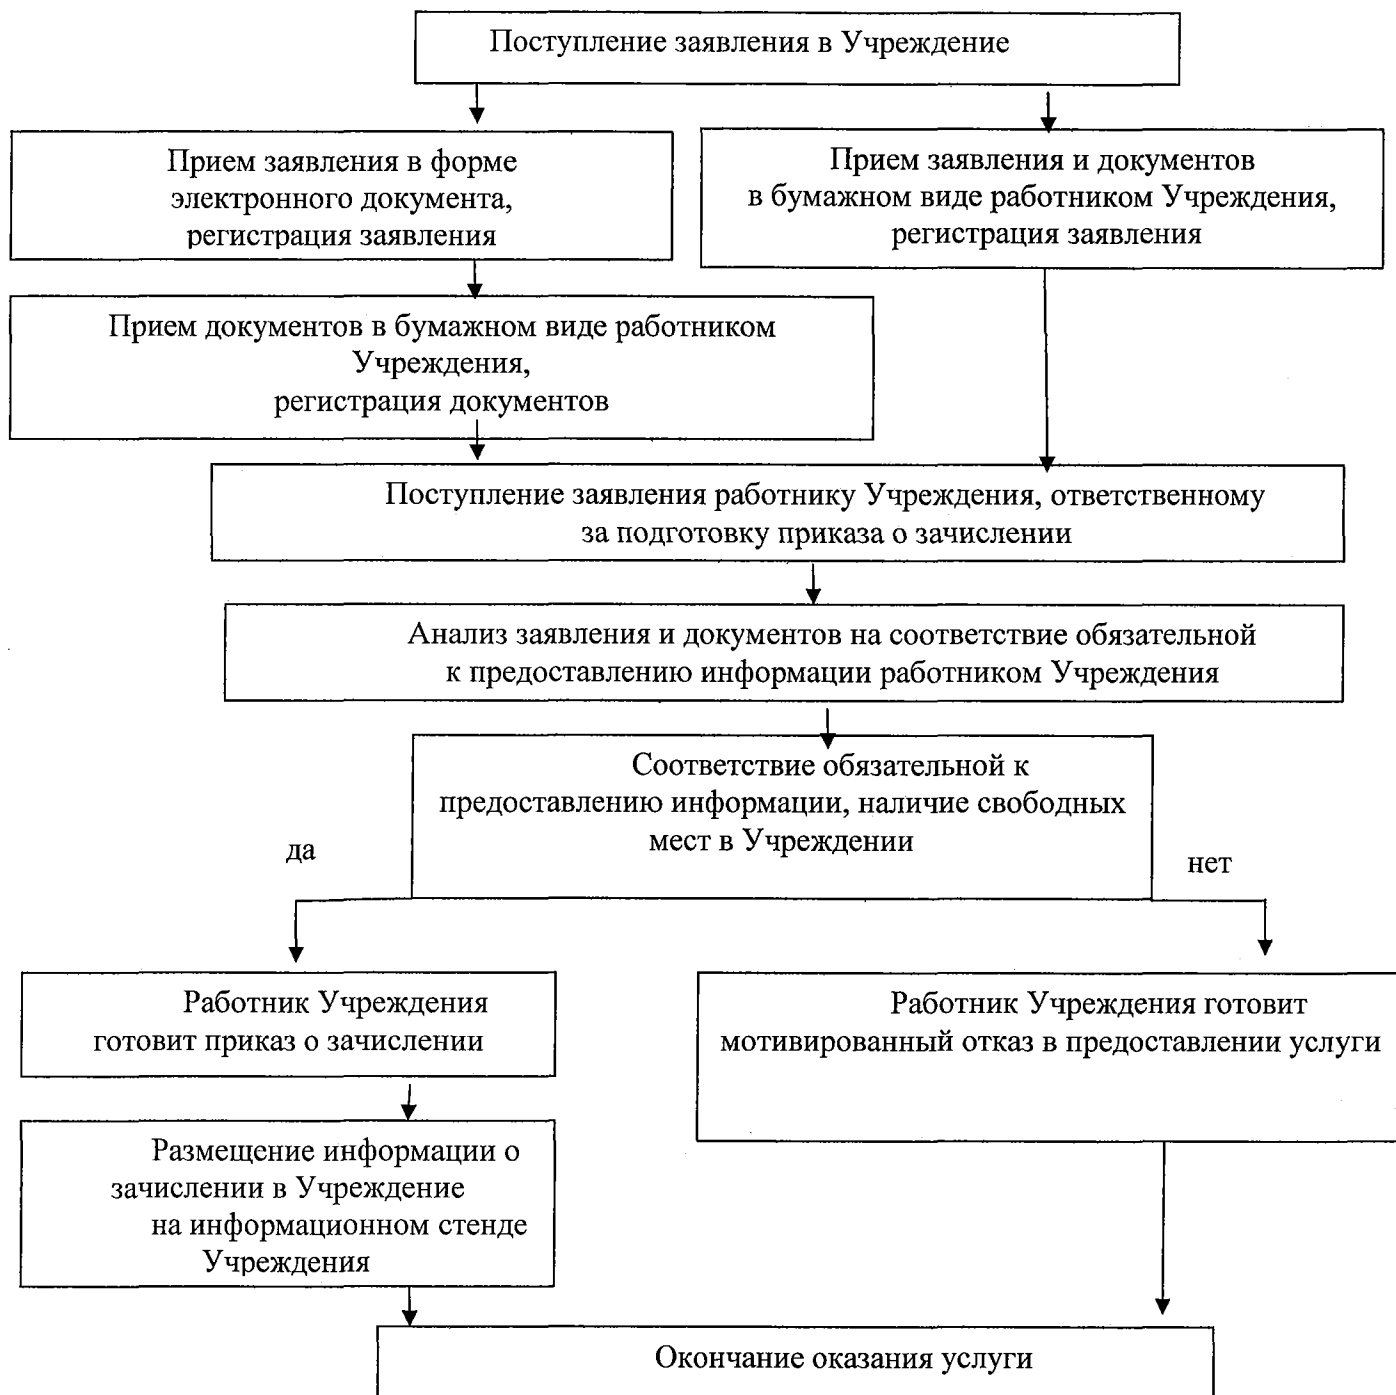 Поступление заявления в Учреждение
Прием заявления в форме
электронного документа,
регистрация заявления
Прием заявления и документов
в бумажном виде работником Учреждения,
регистрация заявления
Прием документов в бумажном виде работником
Учреждения,
регистрация документов
Поступление заявления работнику Учреждения, ответственному
за подготовку приказа о зачислении
Анализ заявления и документов на соответствие обязательной
к предоставлению информации работником Учреждения
Соответствие обязательной к
предоставлению информации, наличие свободных
мест в Учреждении
да
нет
Работник Учреждения
готовит приказ о зачислении
Работник Учреждения готовит
мотивированный отказ в предоставлении услуги
Размещение информации о
зачислении в Учреждение
на информационном стенде
Учреждения
Окончание оказания услуги